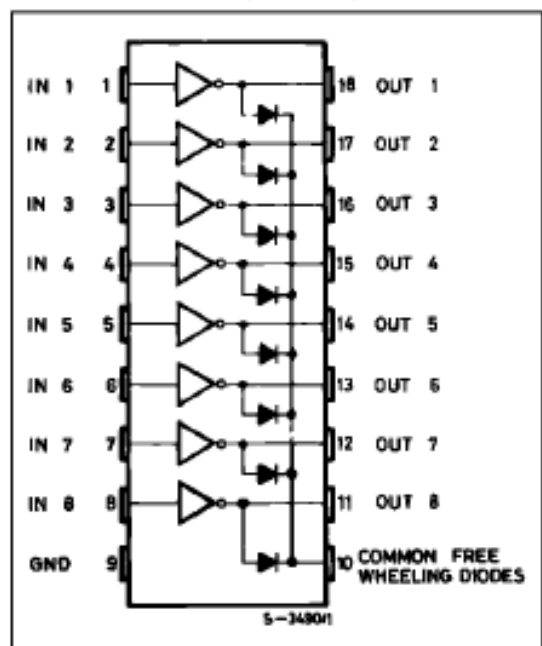 IN 1 1 18 OUT 1
IN 2 2 17 OUT 2
IN 3 3 16 OUT 3
IN 4 4 15 OUT 4
IN 5 5 14 OUT 5
IN 6 6 13 OUT 6
IN 7 7 12 OUT 7
IN 8 8 11 OUT 8
GND 9 10 COMMON FREE
WHEELING DIODES
S-3490/1